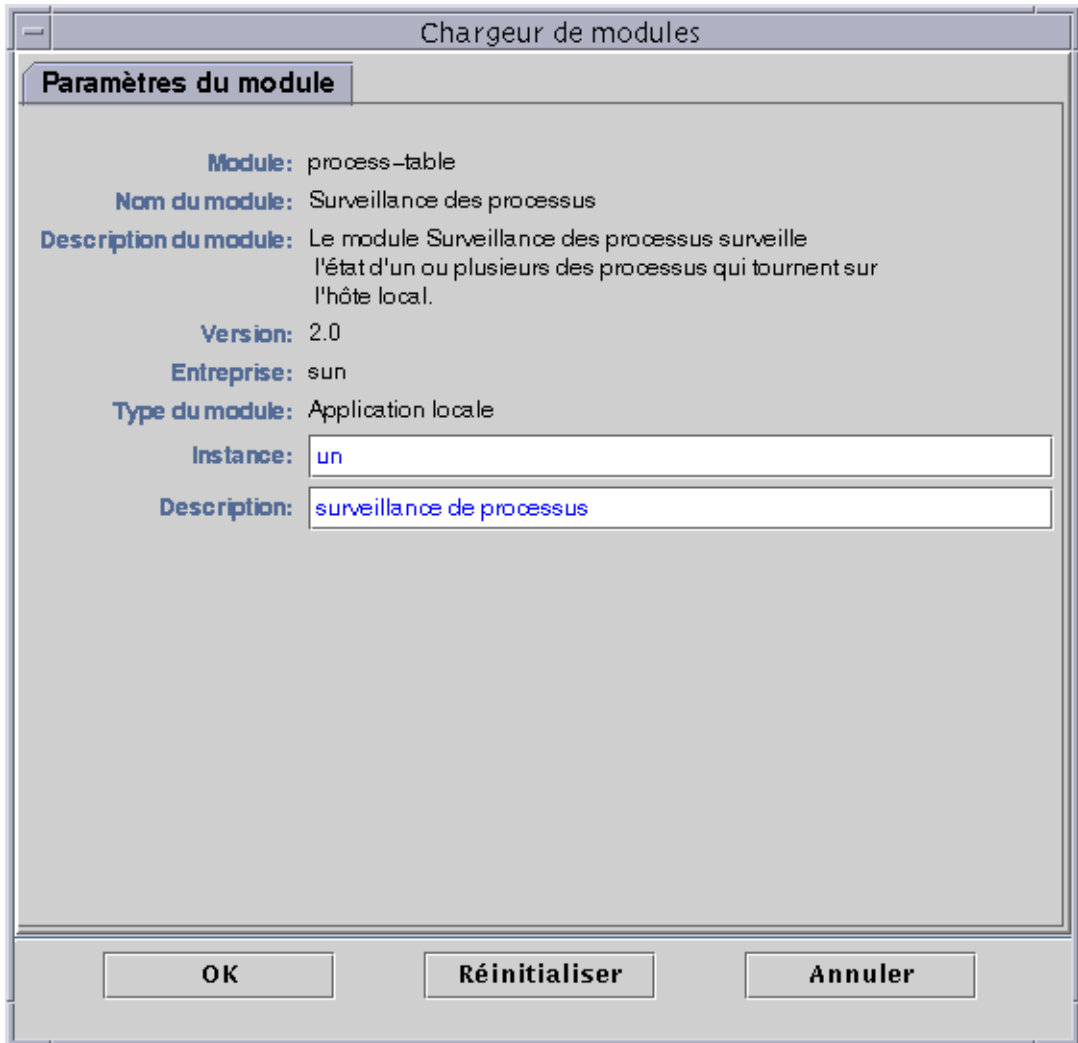 Chargeur de modules
Paramètres du module
Module: process-table
Nom du module: Surveillance des processus
Description du module: Le module Surveillance des processus surveille
l'état d'un ou plusieurs des processus qui tournent sur
l'hôte local.
Version: 2.0
Entreprise: sun
Type du module: Application locale
Instance: un
Description: surveillance de processus
OK Réinitialiser Annuler